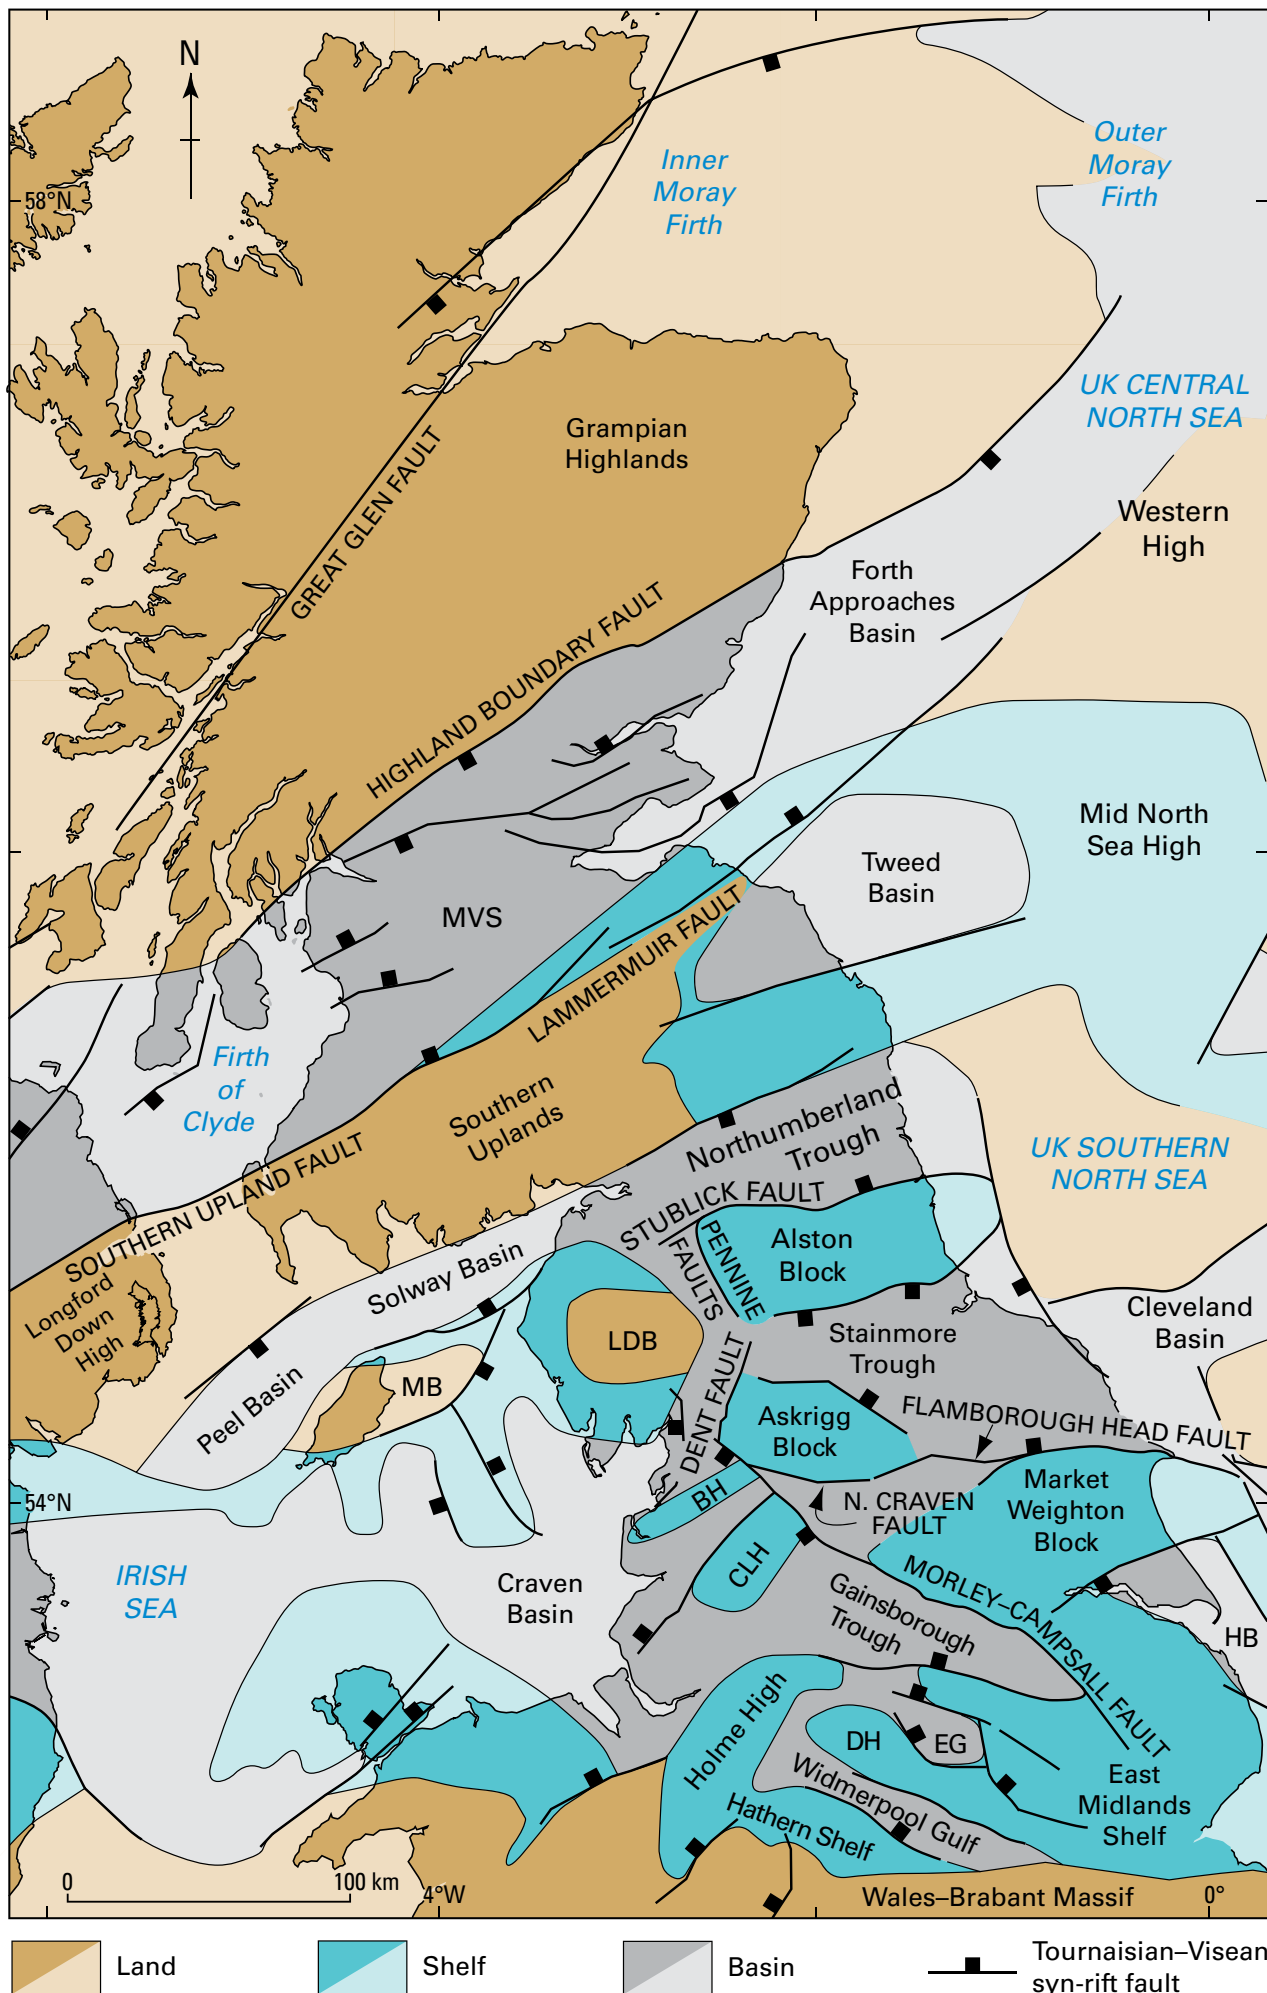 N
Outer
Moray
Firth
Inner
Moray
Firth
58°N
UK CENTRAL
NORTH SEA
Grampian
Highlands
GREAT GLEN FAULT
Western
High
Forth
Approaches
Basin
HIGHLAND BOUNDARY FAULT
Mid North
Sea High
Tweed
Basin
MVS
LAMMERMUIR FAULT
Firth
of
Clyde
Southern
Uplands
Northumberland
Trough
UK SOUTHERN
NORTH SEA
SOUTHERN UPLAND FAULT
STUBLICK FAULT
PENNINE
FAULTS
Alston
Block
Solway Basin
Longford
Down
High
Cleveland
Basin
LDB
Stainmore
Trough
MB
Peel Basin
DENT FAULT
Askrigg
Block
FLAMBOROUGH HEAD FAULT
Market
Weighton
Block
BH
54°N
N. CRAVEN
FAULT
IRISH
SEA
Craven
Basin
CLH
Gainsborough
Trough
MORLEY–CAMPSALL FAULT
HB
Holme High
DH
EG
Widmerpool Gulf
East
Midlands
Shelf
Hathern Shelf
0
100 km
4°W
Wales–Brabant Massif
0°
Land
Shelf
Basin
Tournaisian–Visean
syn-rift fault